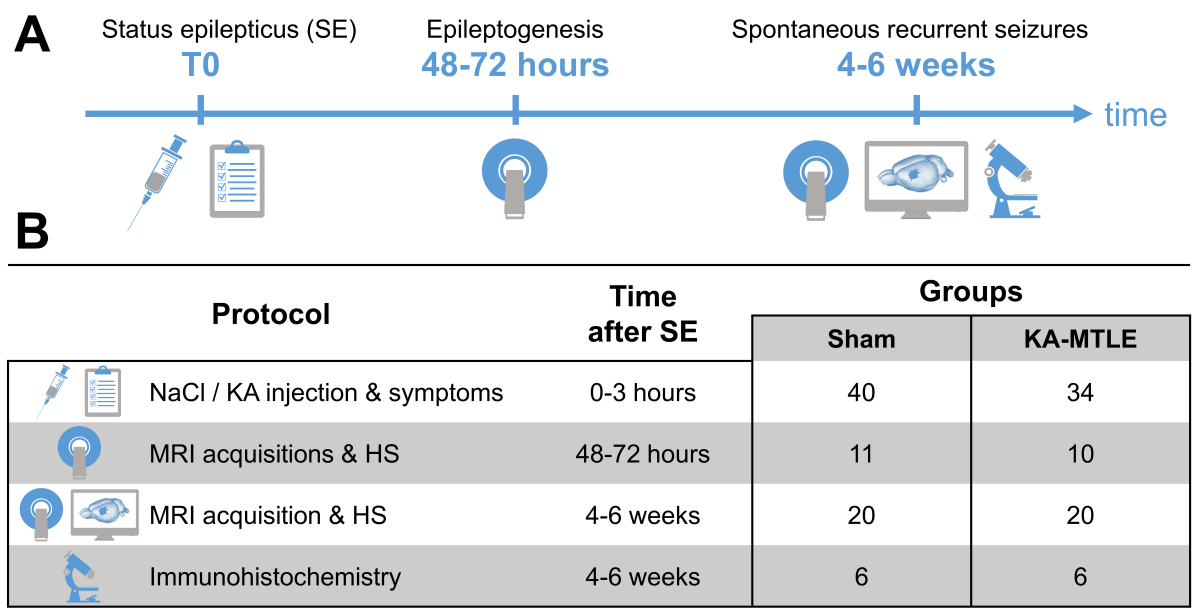 A
Status epilepticus (SE)
T0
Epileptogenesis
48-72 hours
Spontaneous recurrent seizures
4-6 weeks
time
B
Protocol
Time
after SE
Groups
Sham
KA-MTLE
NaCl / KA injection & symptoms
0-3 hours
40
34
MRI acquisitions & HS
48-72 hours
11
10
MRI acquisition & HS
4-6 weeks
20
20
Immunohistochemistry
4-6 weeks
6
6